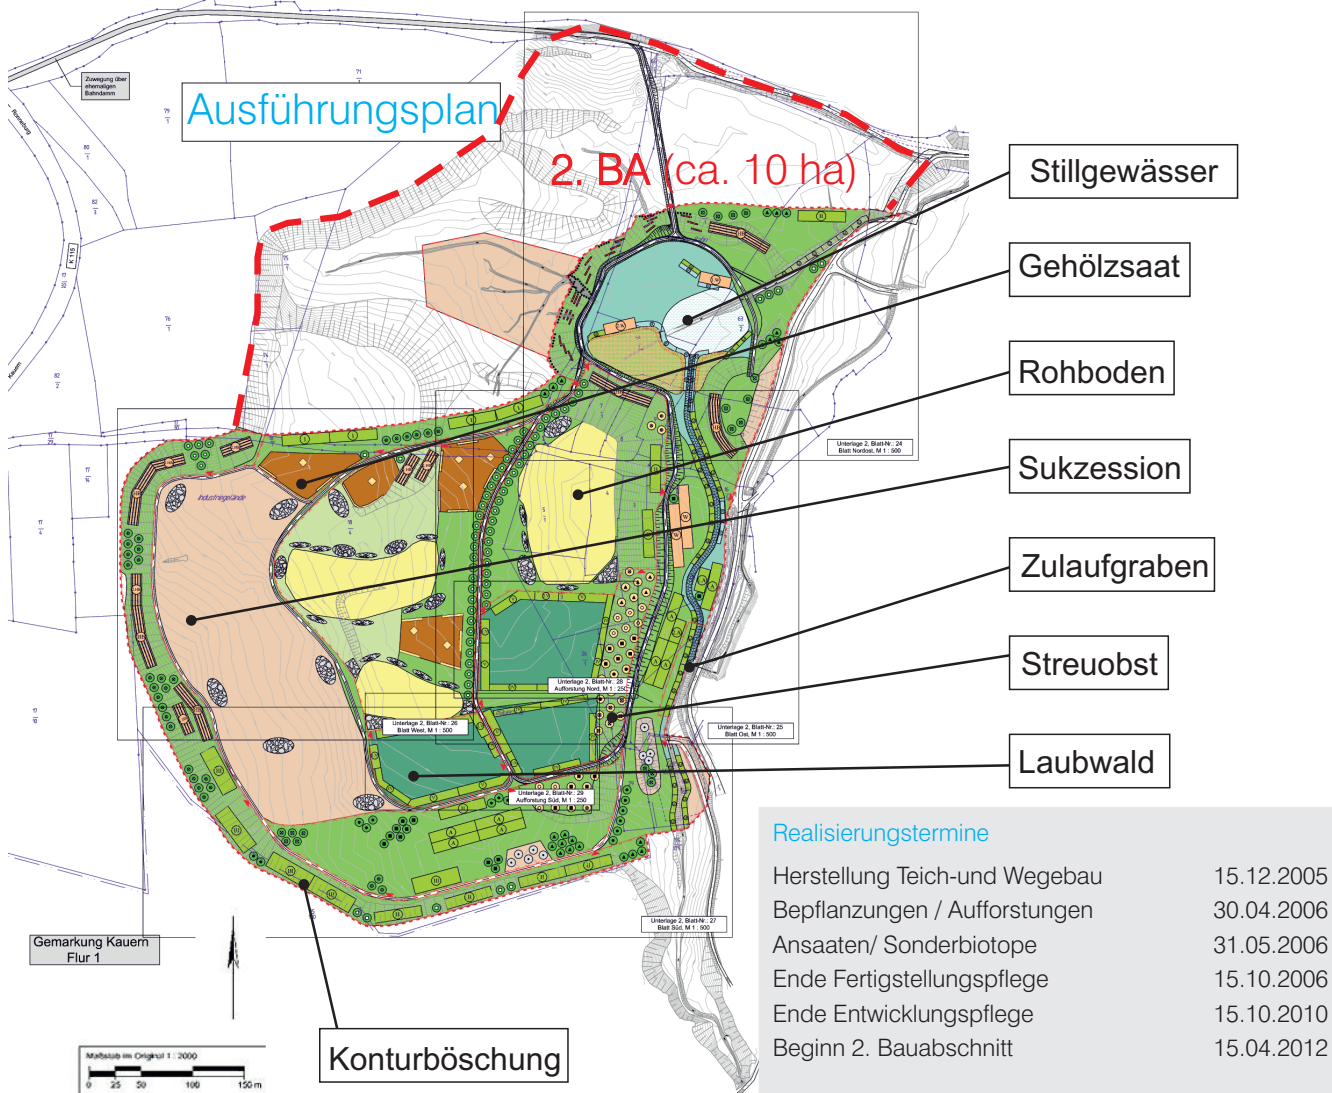 Zuwegung über
ehemaligen
Bahndamm
Ausführungsplan
2. BA (ca. 10 ha)
Ronneburg
K 115
Kauern
Industriegelände
Stillgewässer
Gehölzsaat
Rohboden
Sukzession
Zulaufgraben
Streuobst
Laubwald
Konturböschung
Unterlage 2, Blatt-Nr.: 24
Blatt Nordost, M 1 : 500
Unterlage 2, Blatt-Nr.: 28
Aufforstung Nord, M 1 : 250
Unterlage 2, Blatt-Nr.: 26
Blatt West, M 1 : 500
Unterlage 2, Blatt-Nr.: 25
Blatt Ost, M 1 : 500
Unterlage 2, Blatt-Nr.: 29
Aufforstung Süd, M 1 : 250
Unterlage 2, Blatt-Nr.: 27
Blatt Süd, M 1 : 500
Gemarkung Kauern
Flur 1
Maßstab im Original 1 : 2000
0 25 50 100 150 m
Realisierungstermine
Herstellung Teich-und Wegebau 15.12.2005
Bepflanzungen / Aufforstungen 30.04.2006
Ansaaten/ Sonderbiotope 31.05.2006
Ende Fertigstellungspflege 15.10.2006
Ende Entwicklungspflege 15.10.2010
Beginn 2. Bauabschnitt 15.04.2012